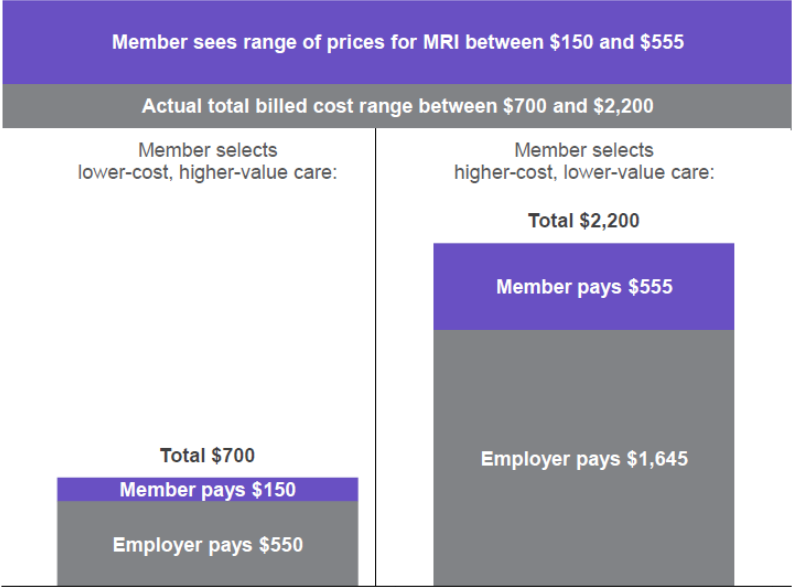 Member sees range of prices for MRI between $150 and $555
Actual total billed cost range between $700 and $2,200
Member selects
lower-cost, higher-value care:
Total $700
Member pays $150
Employer pays $550
Member selects
higher-cost, lower-value care:
Total $2,200
Member pays $555
Employer pays $1,645